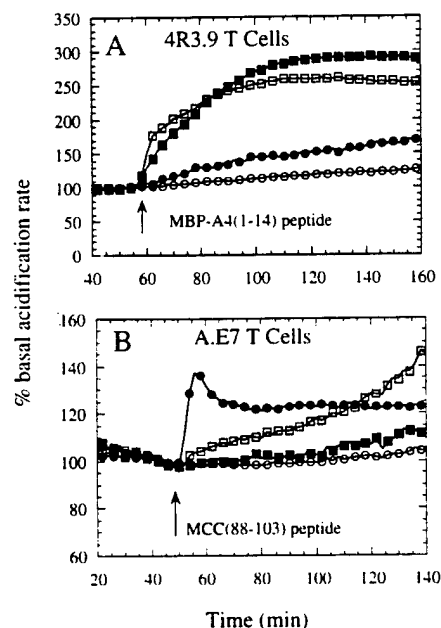 A
4R3.9 T Cells
350
300
250
200
150
100
50
0
MBP-A4(1-14) peptide
40 60 80 100 120 140 160
% basal acidification rate
B
A.E7 T Cells
160
140
120
100
80
60
MCC(88-103) peptide
20 40 60 80 100 120 140
Time (min)